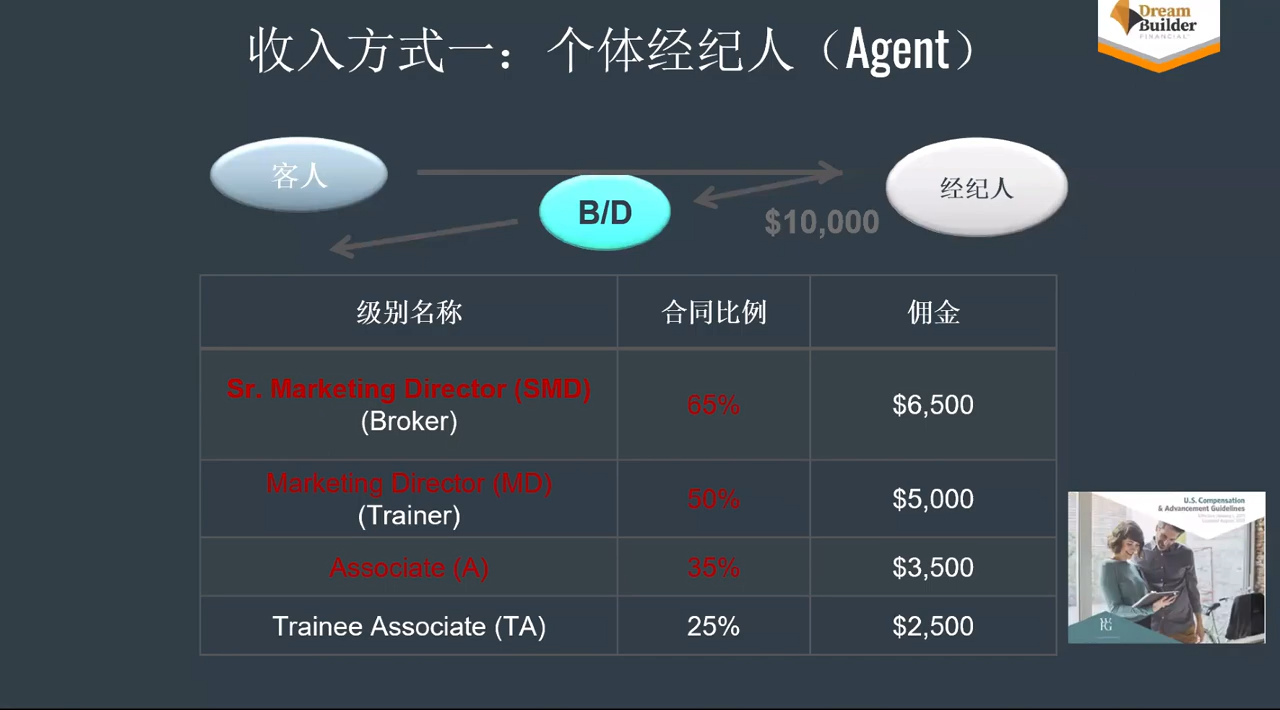 收入方式一：个体经纪人（Agent）
Dream
Builder
FINANCIAL
客人
B/D
$10,000
经纪人
级别名称 合同比例 佣金
Sr. Marketing Director (SMD)
(Broker) 65% $6,500
Marketing Director (MD)
(Trainer) 50% $5,000
Associate (A) 35% $3,500
Trainee Associate (TA) 25% $2,500
U.S. Compensation
& Advancement Guidelines